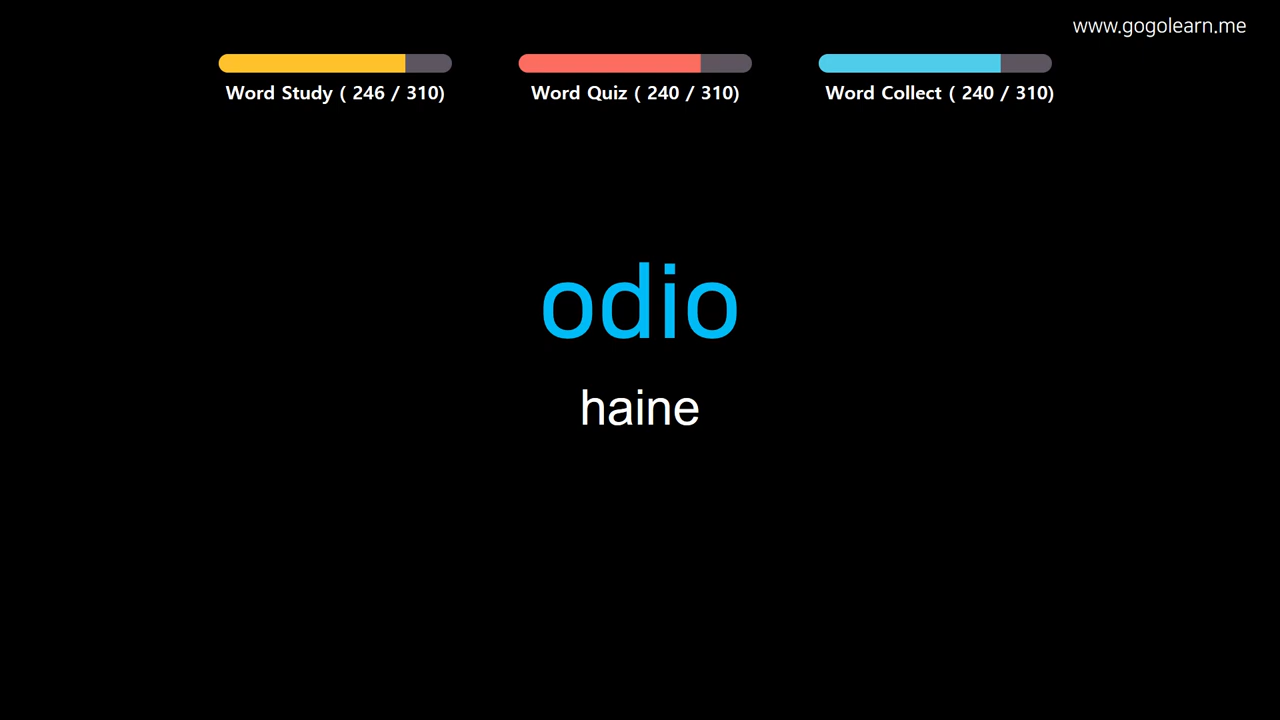 www.gogolearn.me
Word Study ( 246 / 310)
Word Quiz ( 240 / 310)
Word Collect ( 240 / 310)
odio
haine